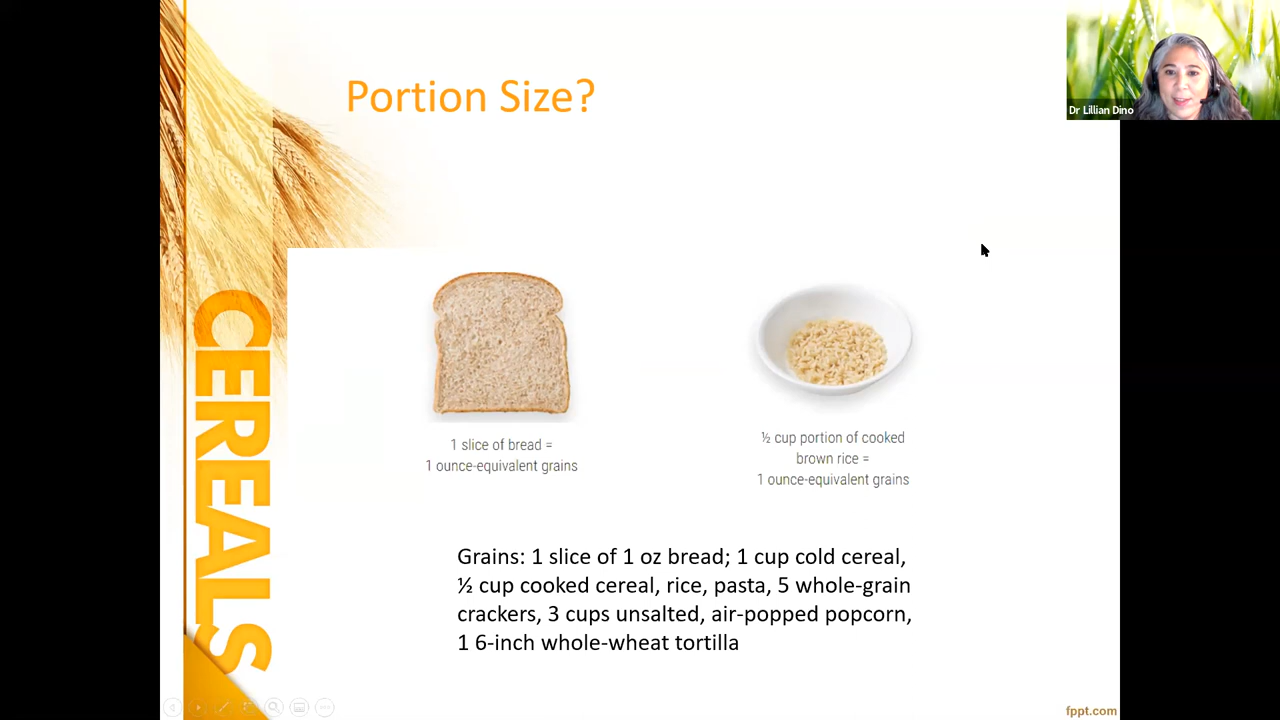 Portion Size?
Dr Lillian Dino
CEREALS
1 slice of bread =
1 ounce-equivalent grains
½ cup portion of cooked
brown rice =
1 ounce-equivalent grains
Grains: 1 slice of 1 oz bread; 1 cup cold cereal,
½ cup cooked cereal, rice, pasta, 5 whole-grain
crackers, 3 cups unsalted, air-popped popcorn,
1 6-inch whole-wheat tortilla
fppt.com